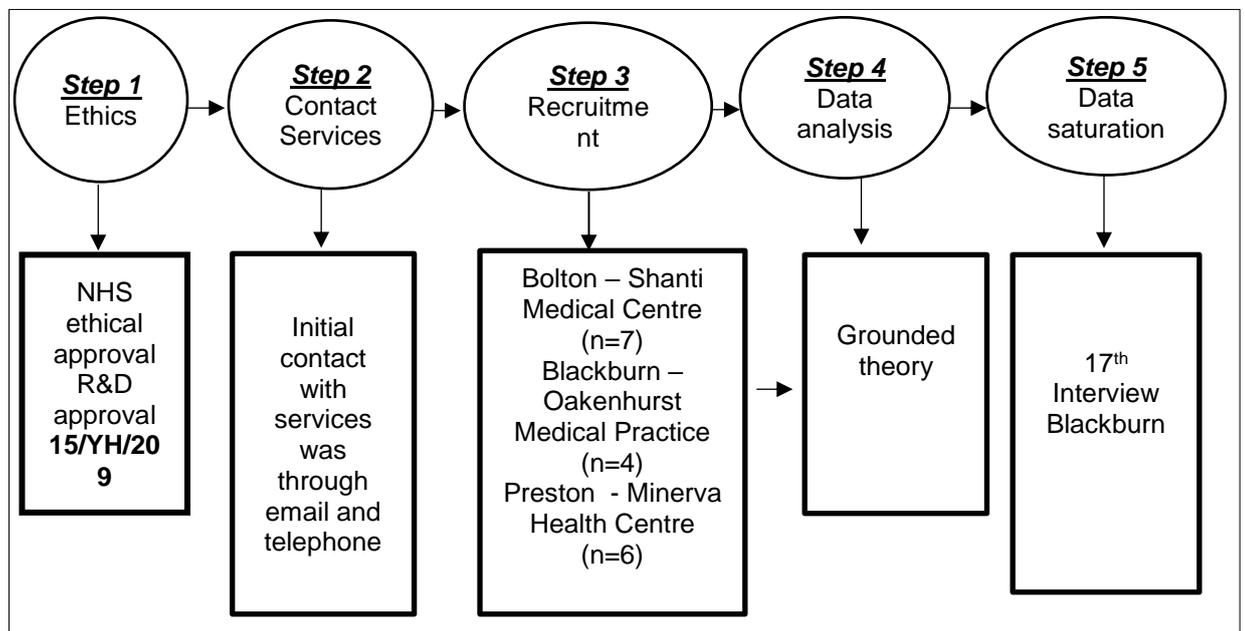 Step 1
Ethics
Step 2
Contact
Services
Step 3
Recruitme
nt
Step 4
Data
analysis
Step 5
Data
saturation
NHS
ethical
approval
R&D
approval
15/YH/20
9
Initial
contact
with
services
was
through
email and
telephone
Bolton – Shanti
Medical Centre
(n=7)
Blackburn –
Oakenhurst
Medical Practice
(n=4)
Preston - Minerva
Health Centre
(n=6)
Grounded
theory
17th
Interview
Blackburn